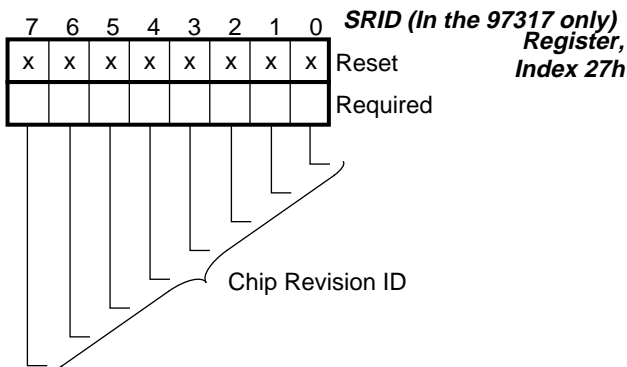 7 6 5 4 3 2 1 0 SRID (In the 97317 only)
Register,
x x x x x x x x Reset
Index 27h
Required
Chip Revision ID